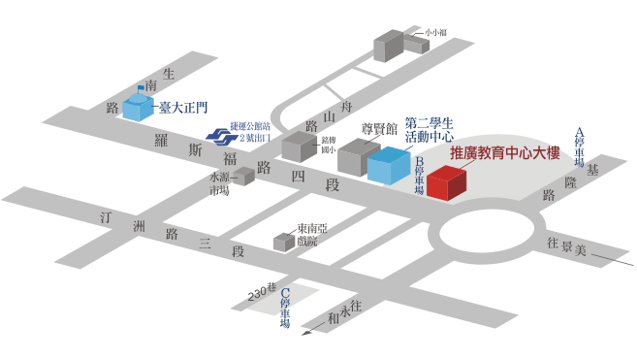 小小福
南生路
臺大正門
舟山路
捷運公館站
2號出口
銘傳
國小
尊賢館
第二學生
活動中心
推廣教育中心大樓
A停車場
B停車場
羅斯福路四段
水源
市場
基隆路
汀洲路三段
東南亞
戲院
往景美
230巷
C停車場
往永和